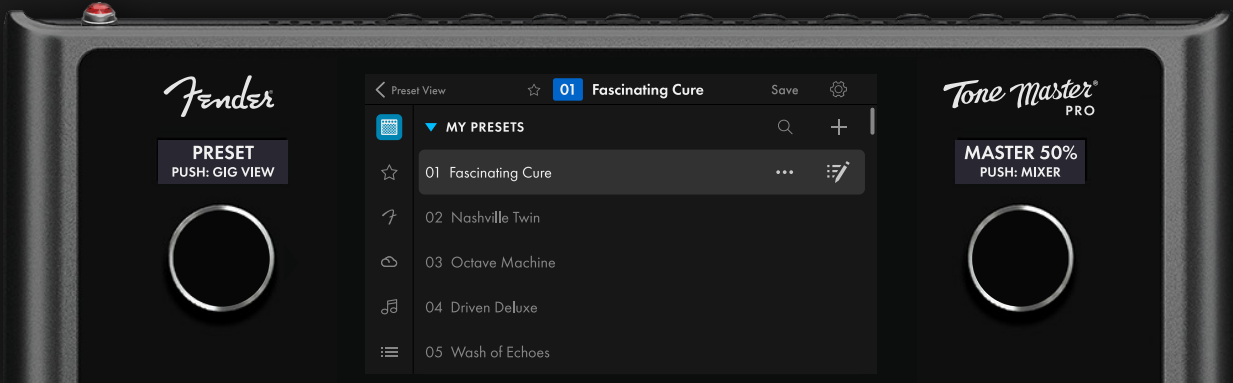 Fender
PRESET
PUSH: GIG VIEW
Preset View
01 Fascinating Cure
Save
MY PRESETS
01 Fascinating Cure
02 Nashville Twin
03 Octave Machine
04 Driven Deluxe
05 Wash of Echoes
Tone Master®
PRO
MASTER 50%
PUSH: MIXER